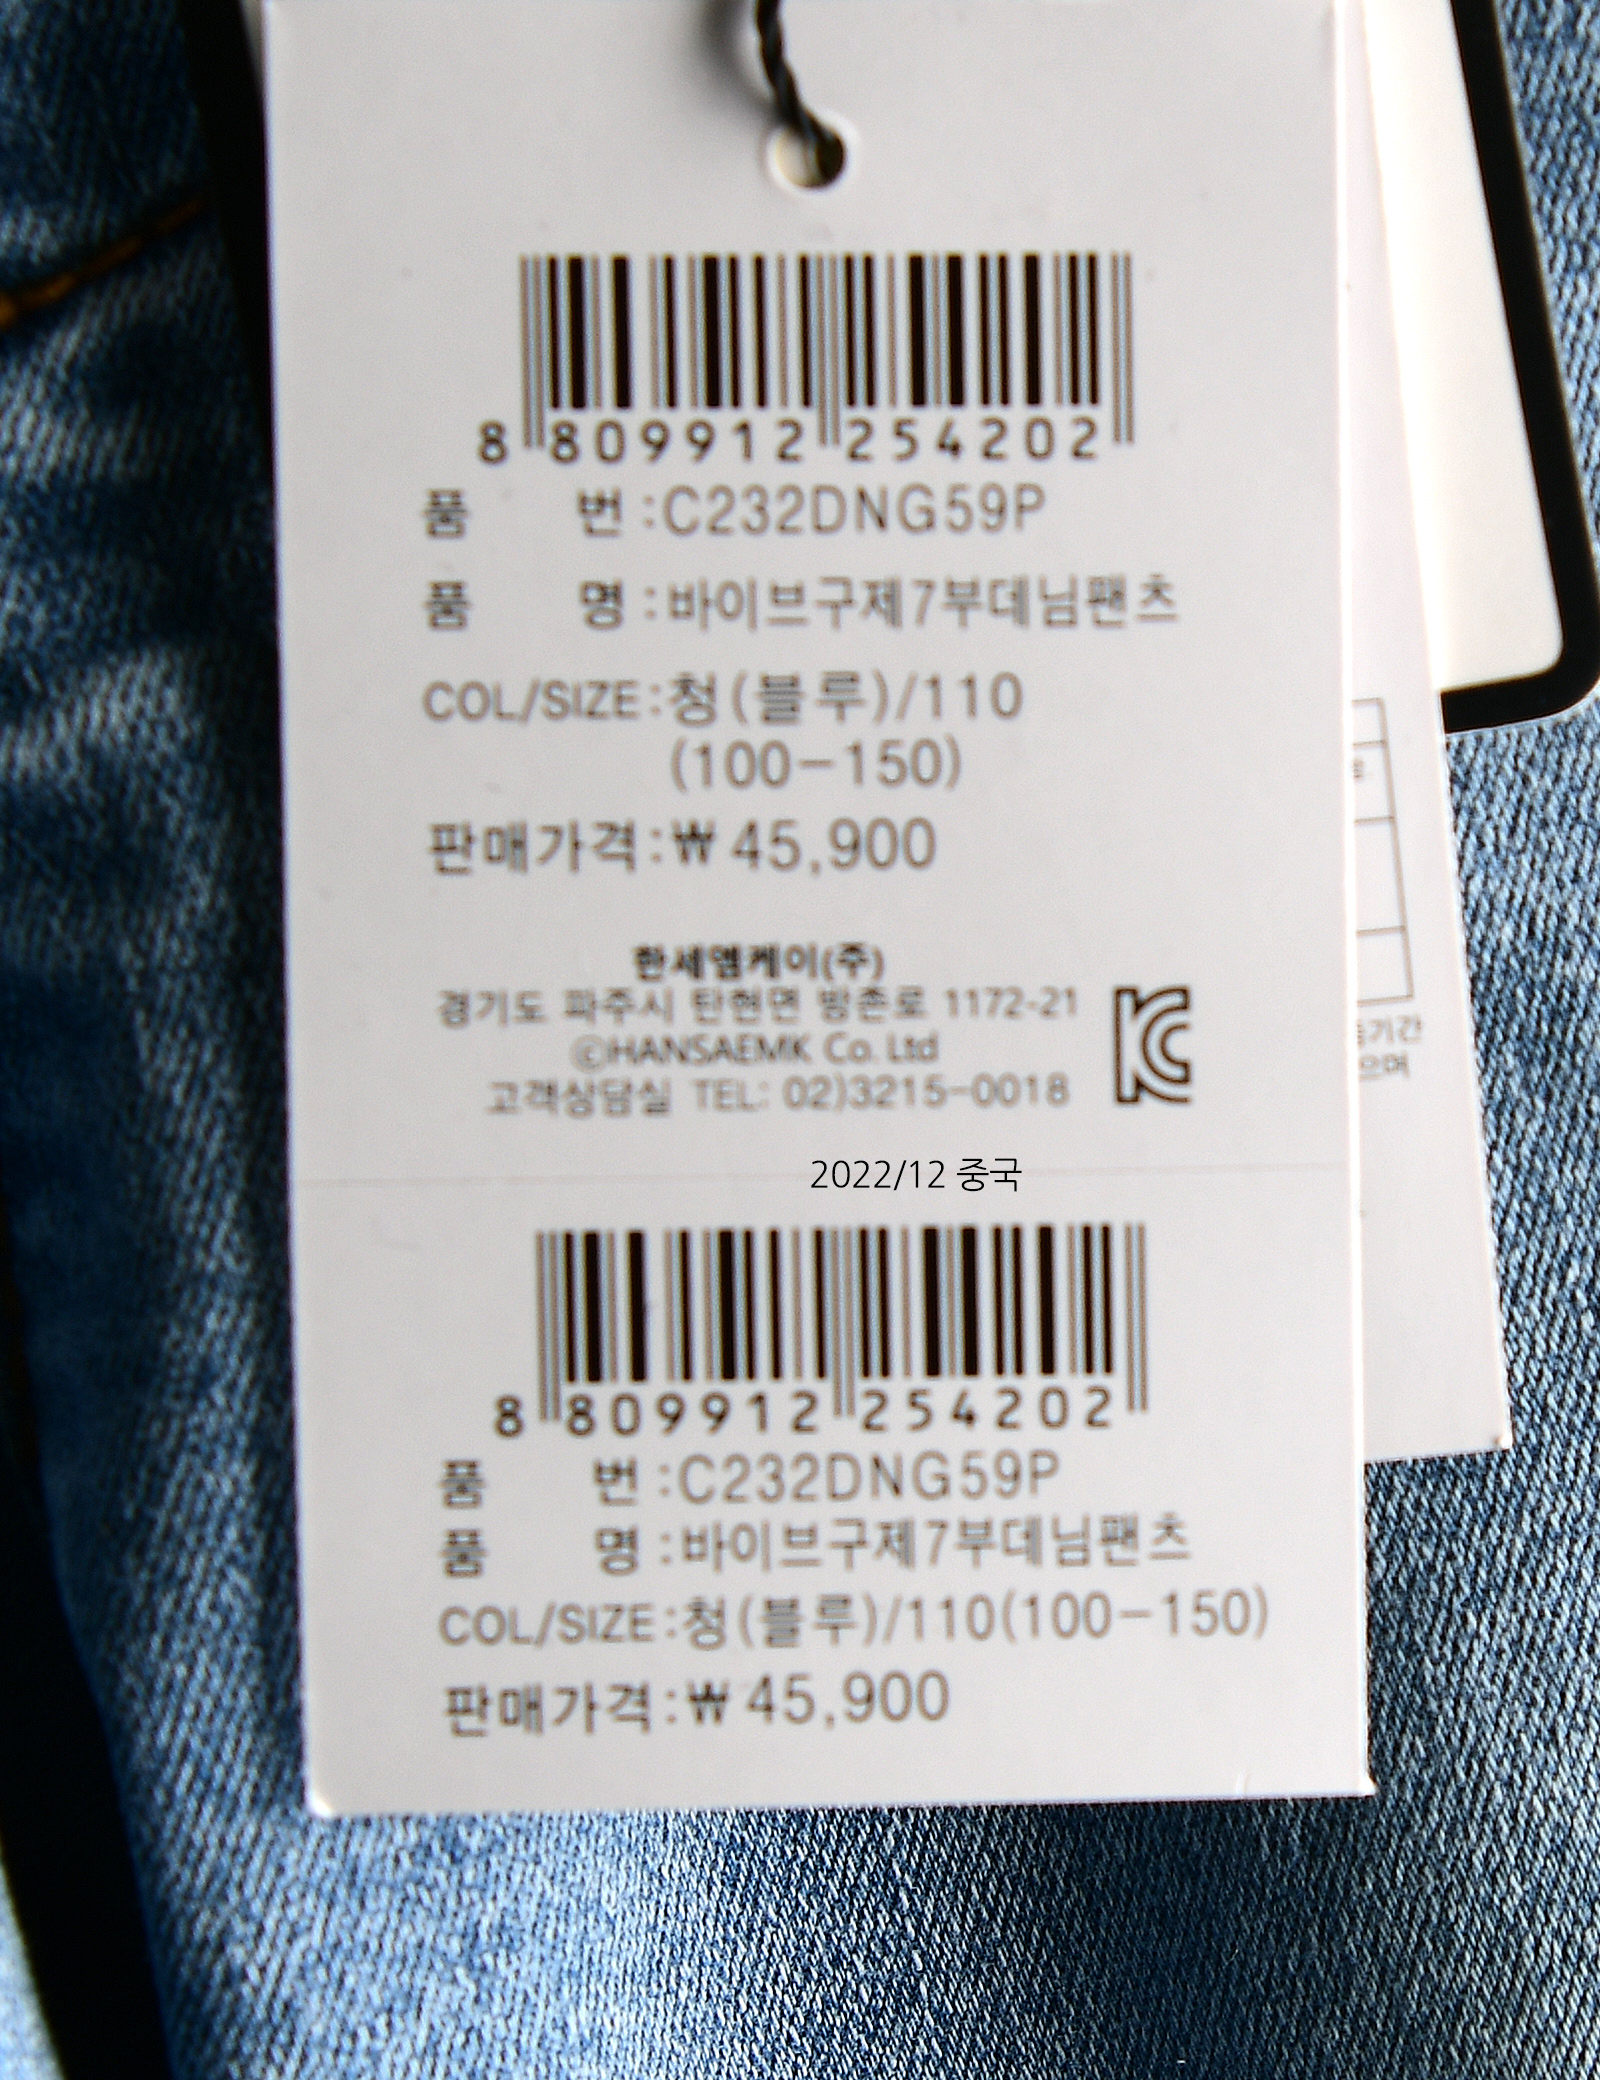 8 809912 254202
품 번 :C232DNG59P
품 명 :바이브구제7부데님팬츠
COL/SIZE:청(블루)/110
(100-150)
판매가격:₩ 45,900
한세엠케이(주)
경기도 파주시 탄현면 방촌로 1172-21
©HANSAEMK Co. Ltd
고객상담실 TEL: 02)3215-0018
2022/12 중국
8 809912 254202
품 번 :C232DNG59P
품 명 :바이브구제7부데님팬츠
COL/SIZE:청(블루)/110(100-150)
판매가격:₩ 45,900
기간
으며